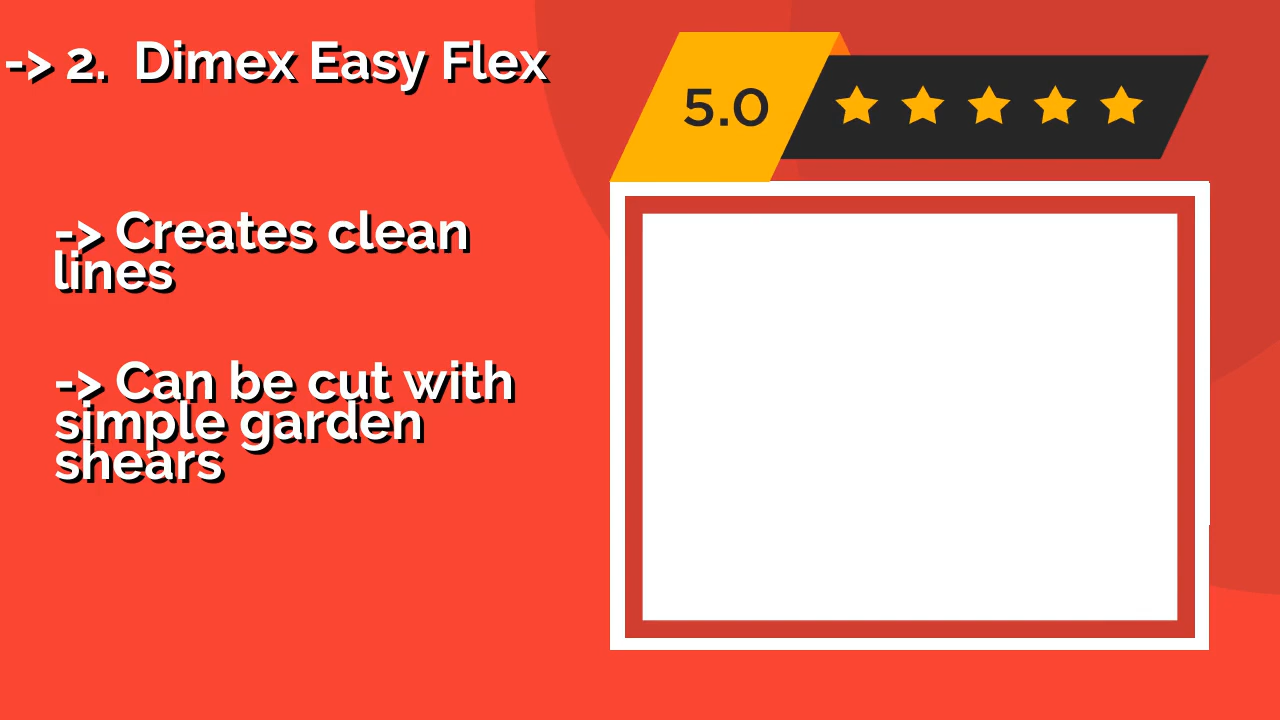 -> 2.  Dimex Easy Flex
5.0
-> Creates clean
lines
-> Can be cut with
simple garden
shears